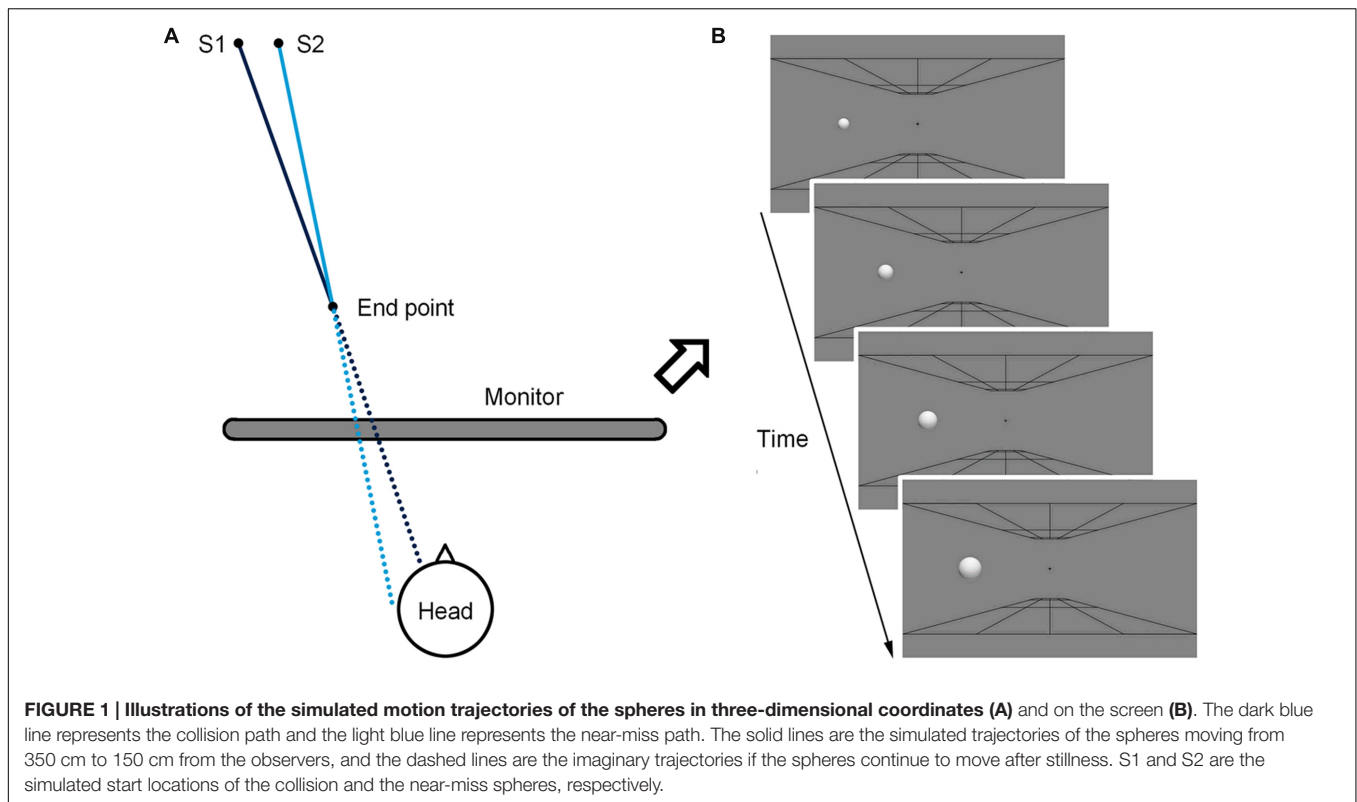 A
S1
S2
End point
Monitor
Head
B
Time
FIGURE 1 | Illustrations of the simulated motion trajectories of the spheres in three-dimensional coordinates (A) and on the screen (B). The dark blue
line represents the collision path and the light blue line represents the near-miss path. The solid lines are the simulated trajectories of the spheres moving from
350 cm to 150 cm from the observers, and the dashed lines are the imaginary trajectories if the spheres continue to move after stillness. S1 and S2 are the
simulated start locations of the collision and the near-miss spheres, respectively.